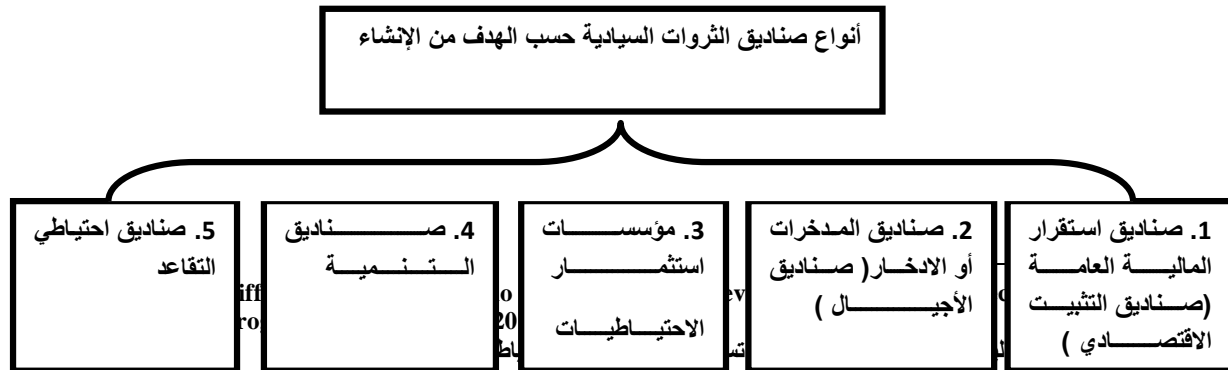 أنواع صناديق الثروات السيادية حسب الهدف من الإنشاء
1. صناديق استقرار
المالية العامة
(صناديق التثبيت
الاقتصادي )
2. صناديق المدخرات
أو الادخار( صناديق
الأجيال )
3. مؤسسات
استثمار
الاحتياطيات
4. صناديق
التنمية
5. صناديق احتياطي
التقاعد